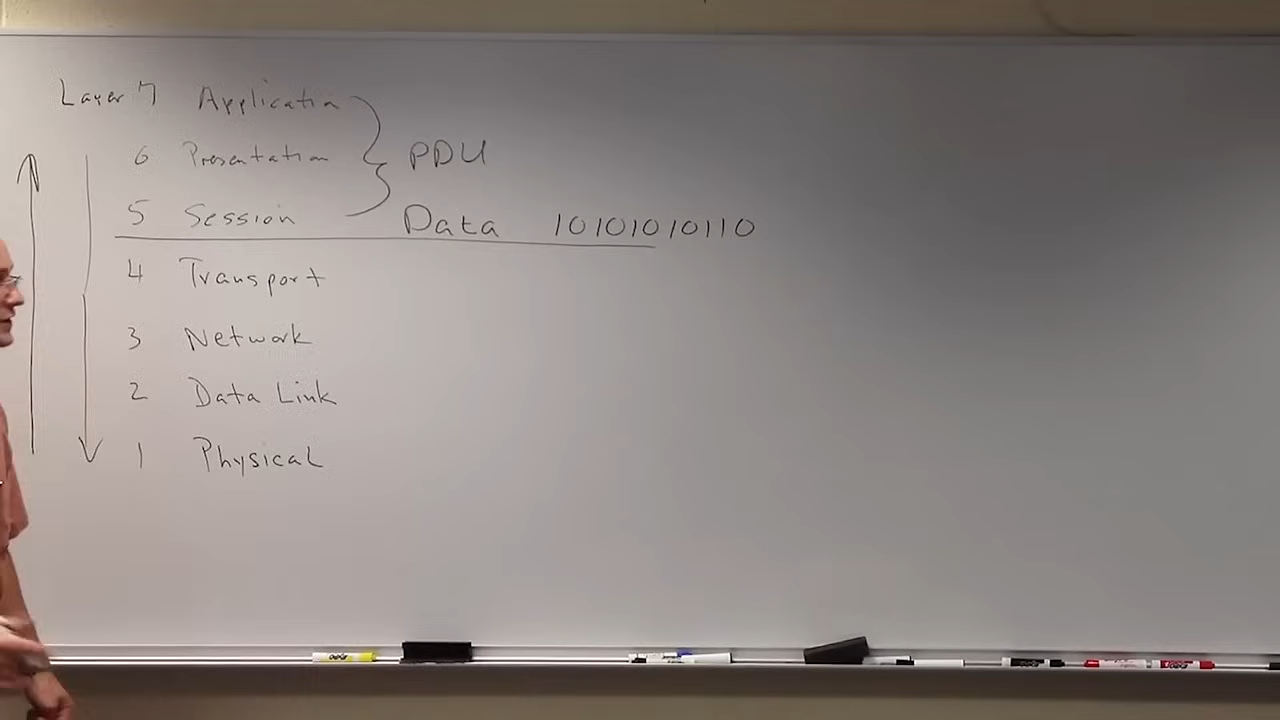 Layer 7 Application
6 Presentation PDU
5 Session Data 10101010110
4 Transport
3 Network
2 Data Link
1 Physical